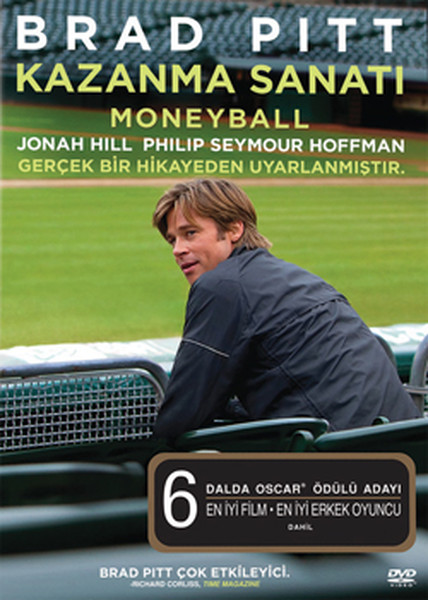 BRAD PITT
KAZANMA SANATI
MONEYBALL
JONAH HILL PHILIP SEYMOUR HOFFMAN
GERÇEK BİR HİKAYEDEN UYARLANMIŞTIR.
6
DALDA OSCAR® ÖDÜLÜ ADAYI
EN İYİ FİLM • EN İYİ ERKEK OYUNCU
DAHİL
BRAD PITT ÇOK ETKİLEYİCİ.
-RICHARD CORLISS, TIME MAGAZINE
DVD
VIDEO